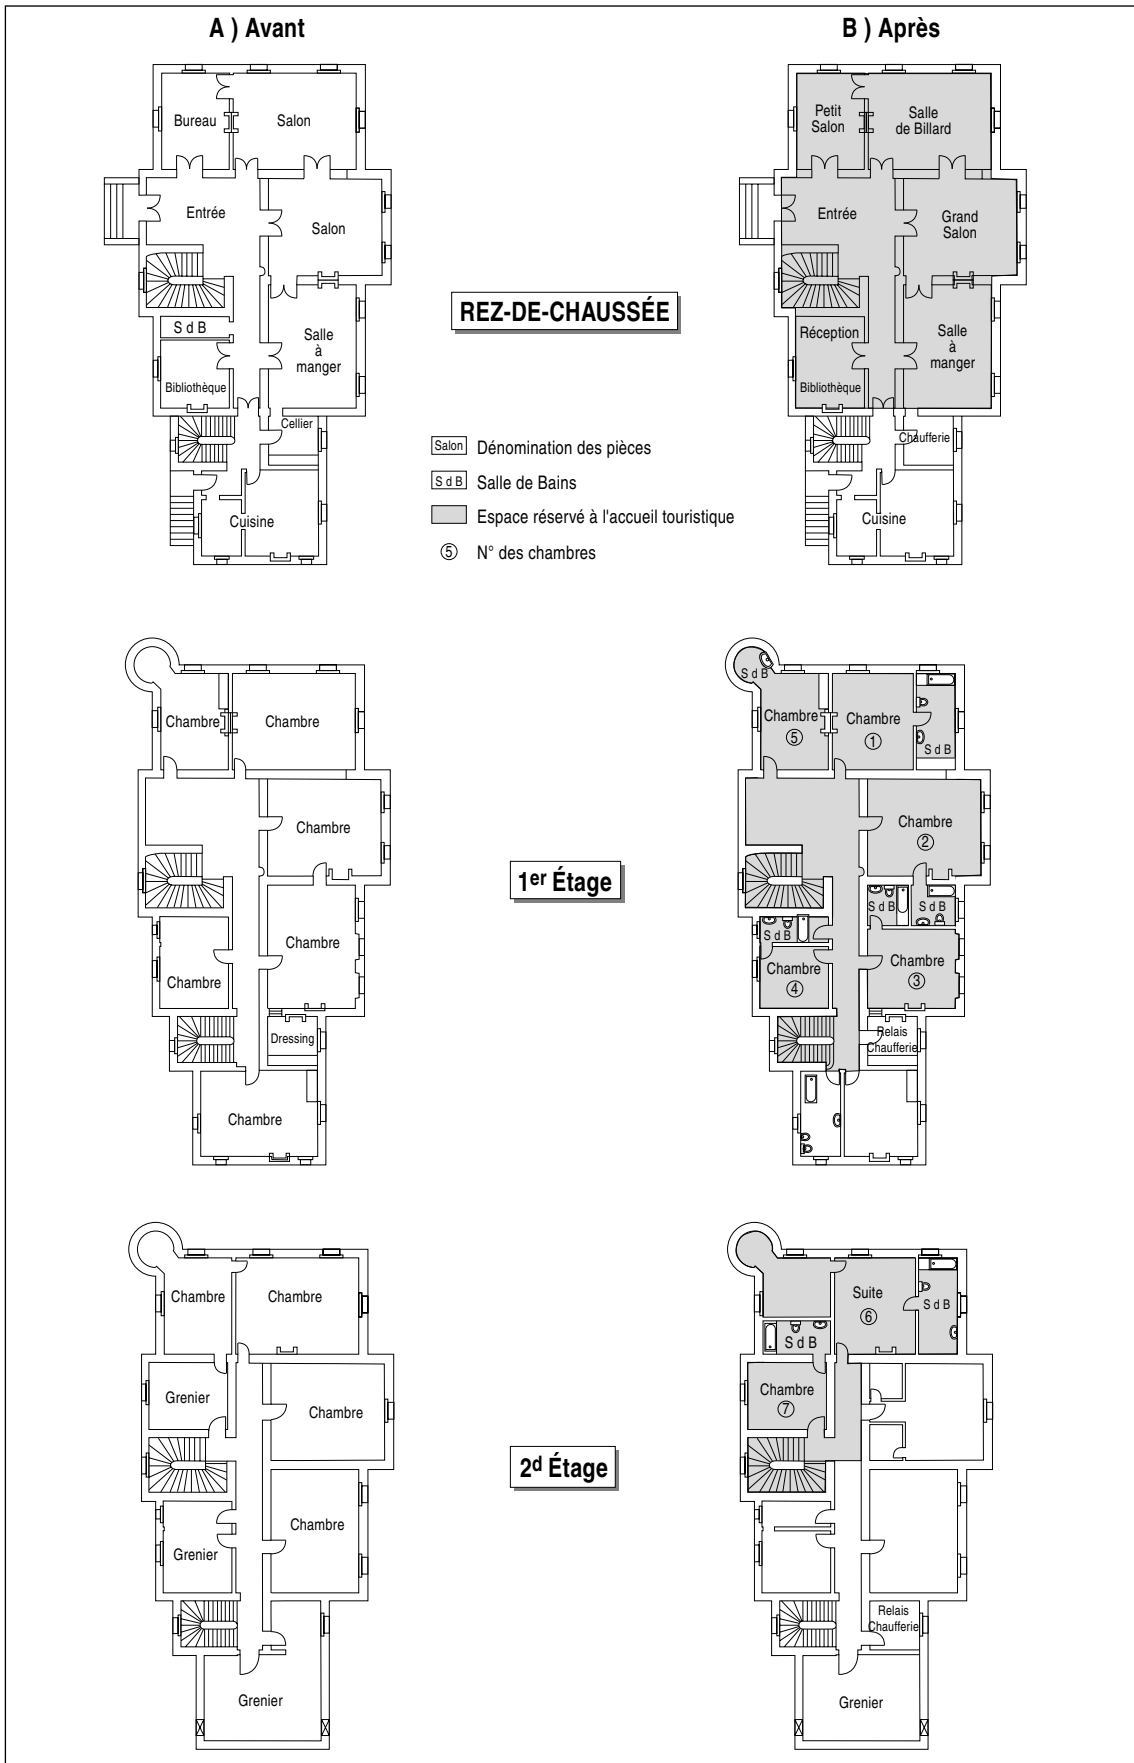 A ) Avant
B ) Après
Bureau
Salon
Entrée
Salon
S d B
Salle
à
manger
Bibliothèque
Cellier
Cuisine
REZ-DE-CHAUSSÉE
Salon Dénomination des pièces
S d B Salle de Bains
Espace réservé à l'accueil touristique
5 N° des chambres
Petit
Salon
Salle
de Billard
Entrée
Grand
Salon
Réception
Salle
à
manger
Bibliothèque
Chaufferie
Cuisine
Chambre
Chambre
Chambre
Chambre
Chambre
Dressing
Chambre
1er Étage
S d B
Chambre
5
Chambre
1
S d B
Chambre
2
S d B
S d B
S d B
Chambre
4
Chambre
3
Relais
Chaufferie
Chambre
Chambre
Grenier
Chambre
Chambre
Grenier
Grenier
2d Étage
Suite
6
S d B
S d B
Chambre
7
Relais
Chaufferie
Grenier